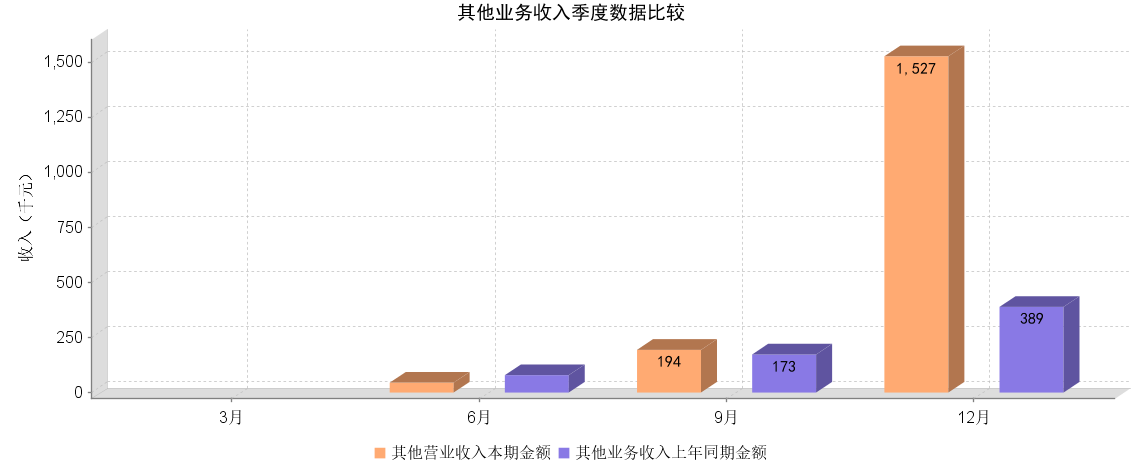 其他业务收入季度数据比较
收入（千元）
1,500
1,250
1,000
750
500
250
0
1,527
389
194
173
3月
6月
9月
12月
其他营业收入本期金额
其他业务收入上年同期金额